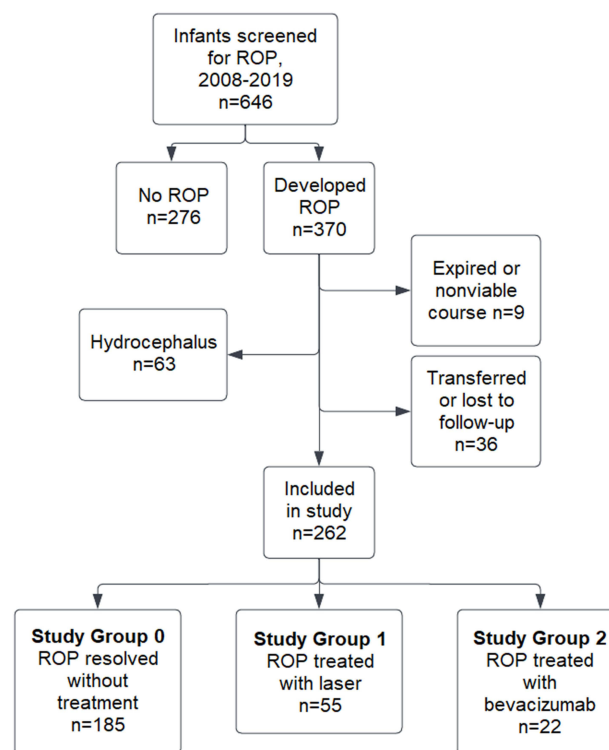 Infants screened
for ROP,
2008-2019
n=646
No ROP
n=276
Developed
ROP
n=370
Expired or
nonviable
course n=9
Hydrocephalus
n=63
Transferred
or lost to
follow-up
n=36
Included
in study
n=262
Study Group 0
ROP resolved
without
treatment
n=185
Study Group 1
ROP treated
with laser
n=55
Study Group 2
ROP treated
with
bevacizumab
n=22